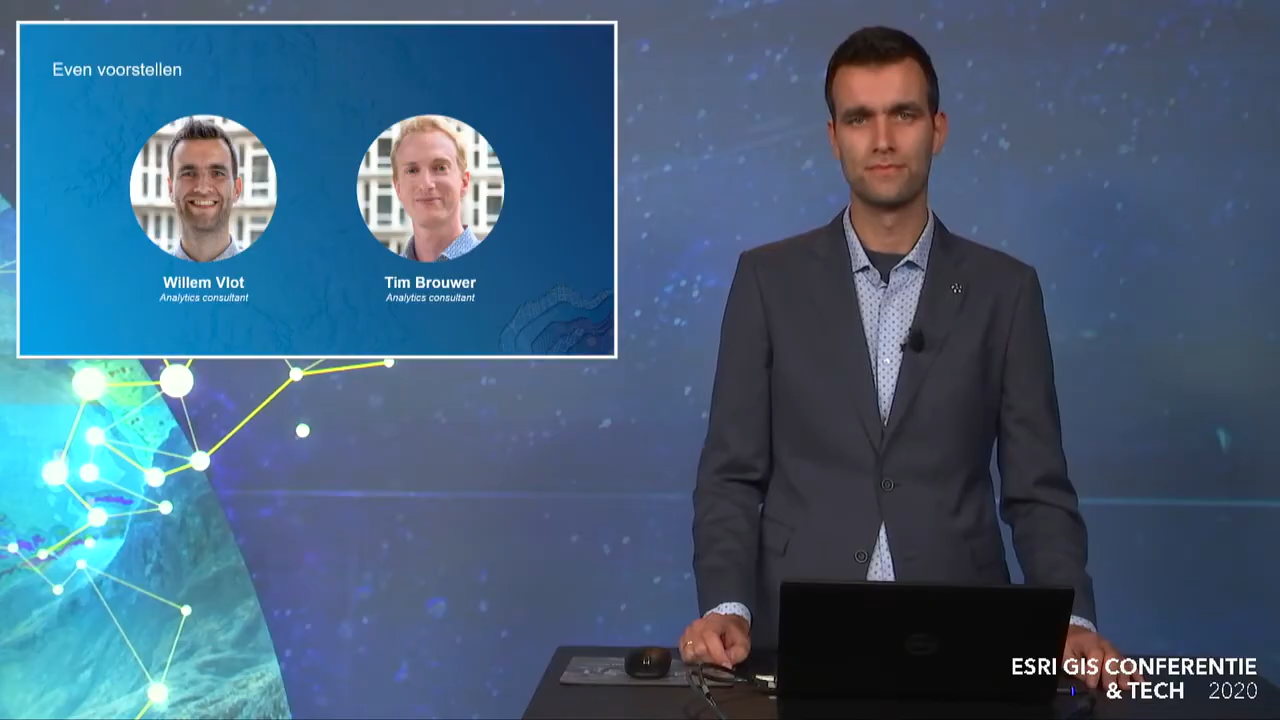 Even voorstellen
Willem Vlot
Analytics consultant
Tim Brouwer
Analytics consultant
ESRI GIS CONFERENTIE
& TECH 2020